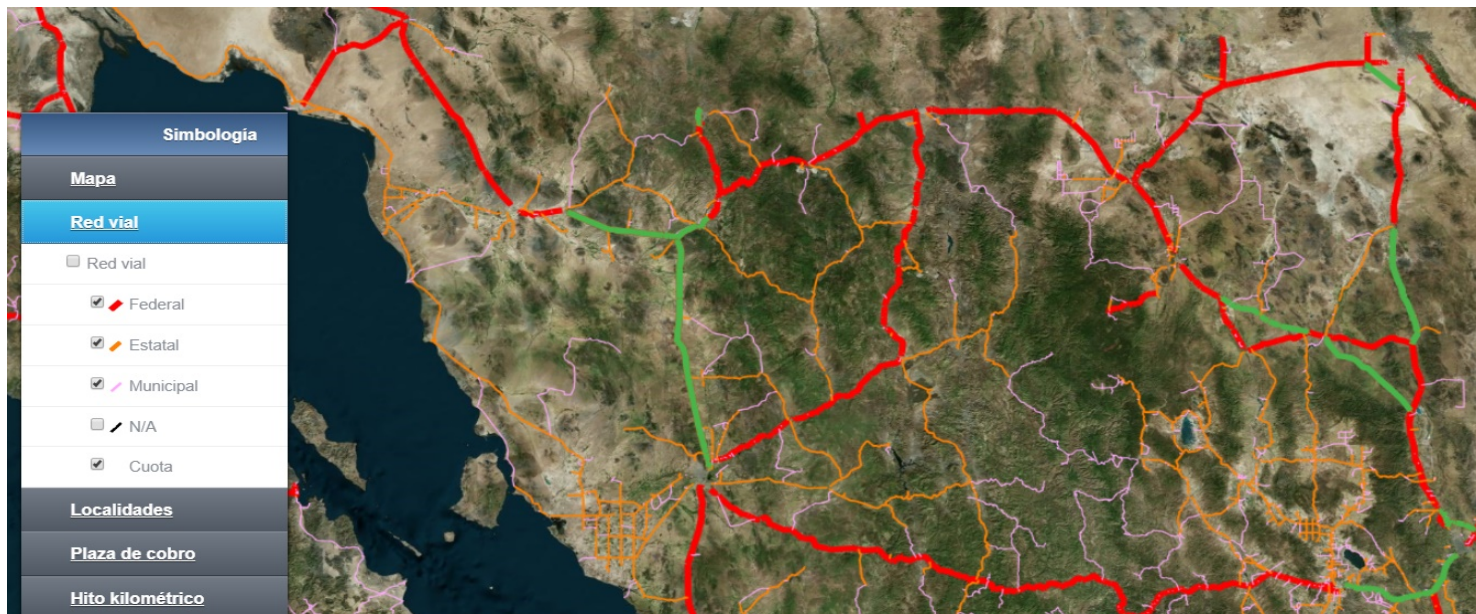 Simbología
Mapa
Red vial
Red vial
Federal
Estatal
Municipal
N/A
Cuota
Localidades
Plaza de cobro
Hito kilométrico